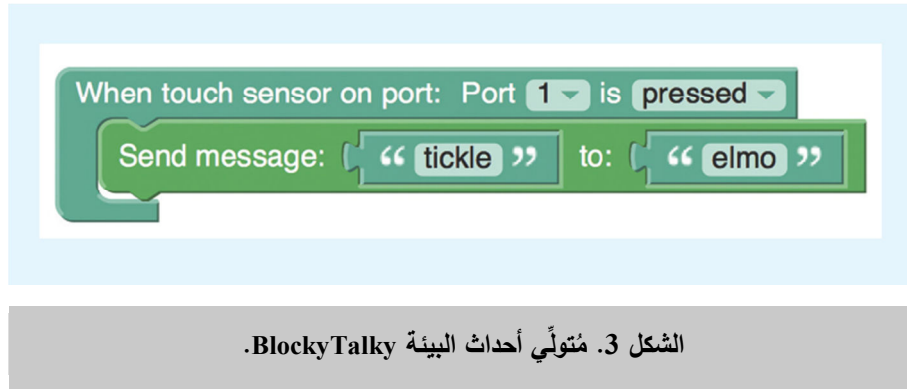 When touch sensor on port: Port 1 is pressed
Send message: “ tickle ” to: “ elmo ”
الشكل 3. مُتولِّي أحداث البيئة BlockyTalky.